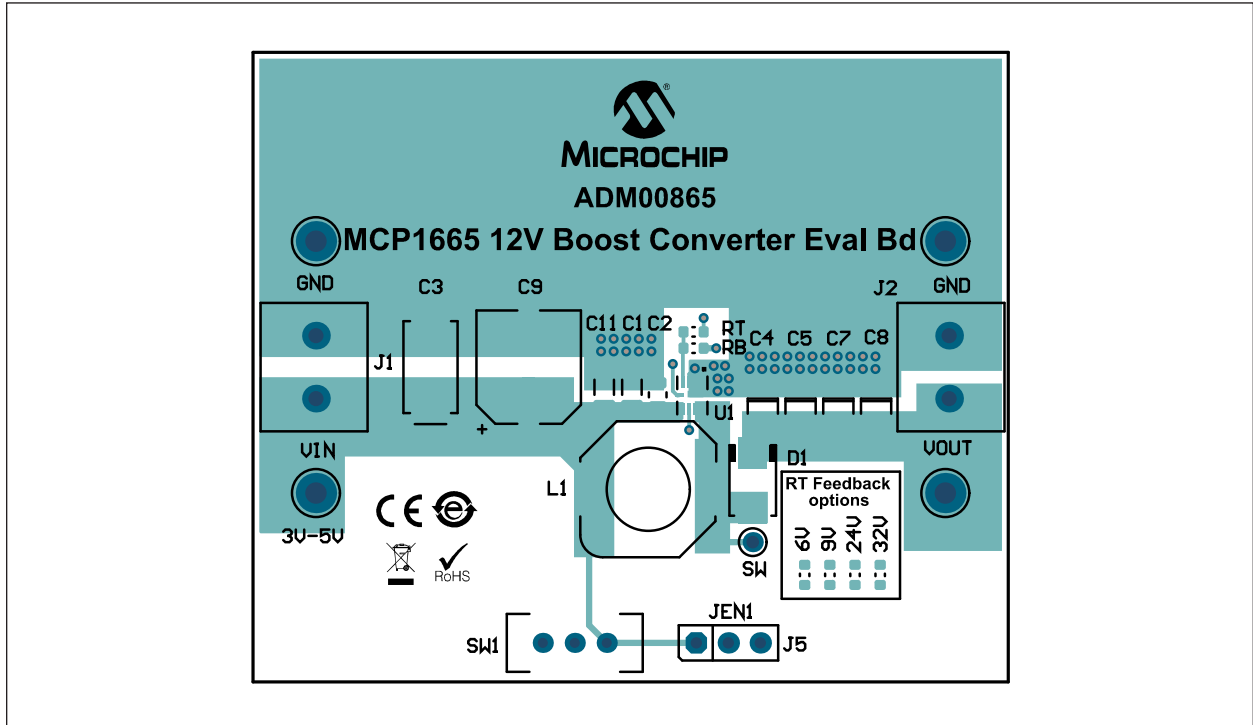 ®
MICROCHIP
ADM00865
MCP1665 12V Boost Converter Eval Bd
GND
C3
C9
J2
GND
C11
C1
C2
RT
RB
C4
C5
C7
C8
J1
U1
+
VIN
VOUT
L1
D1
RT Feedback
options
6V
9V
24V
32V
3V-5V
CE
e
RoHS
SW
JEN1
SW1
J5